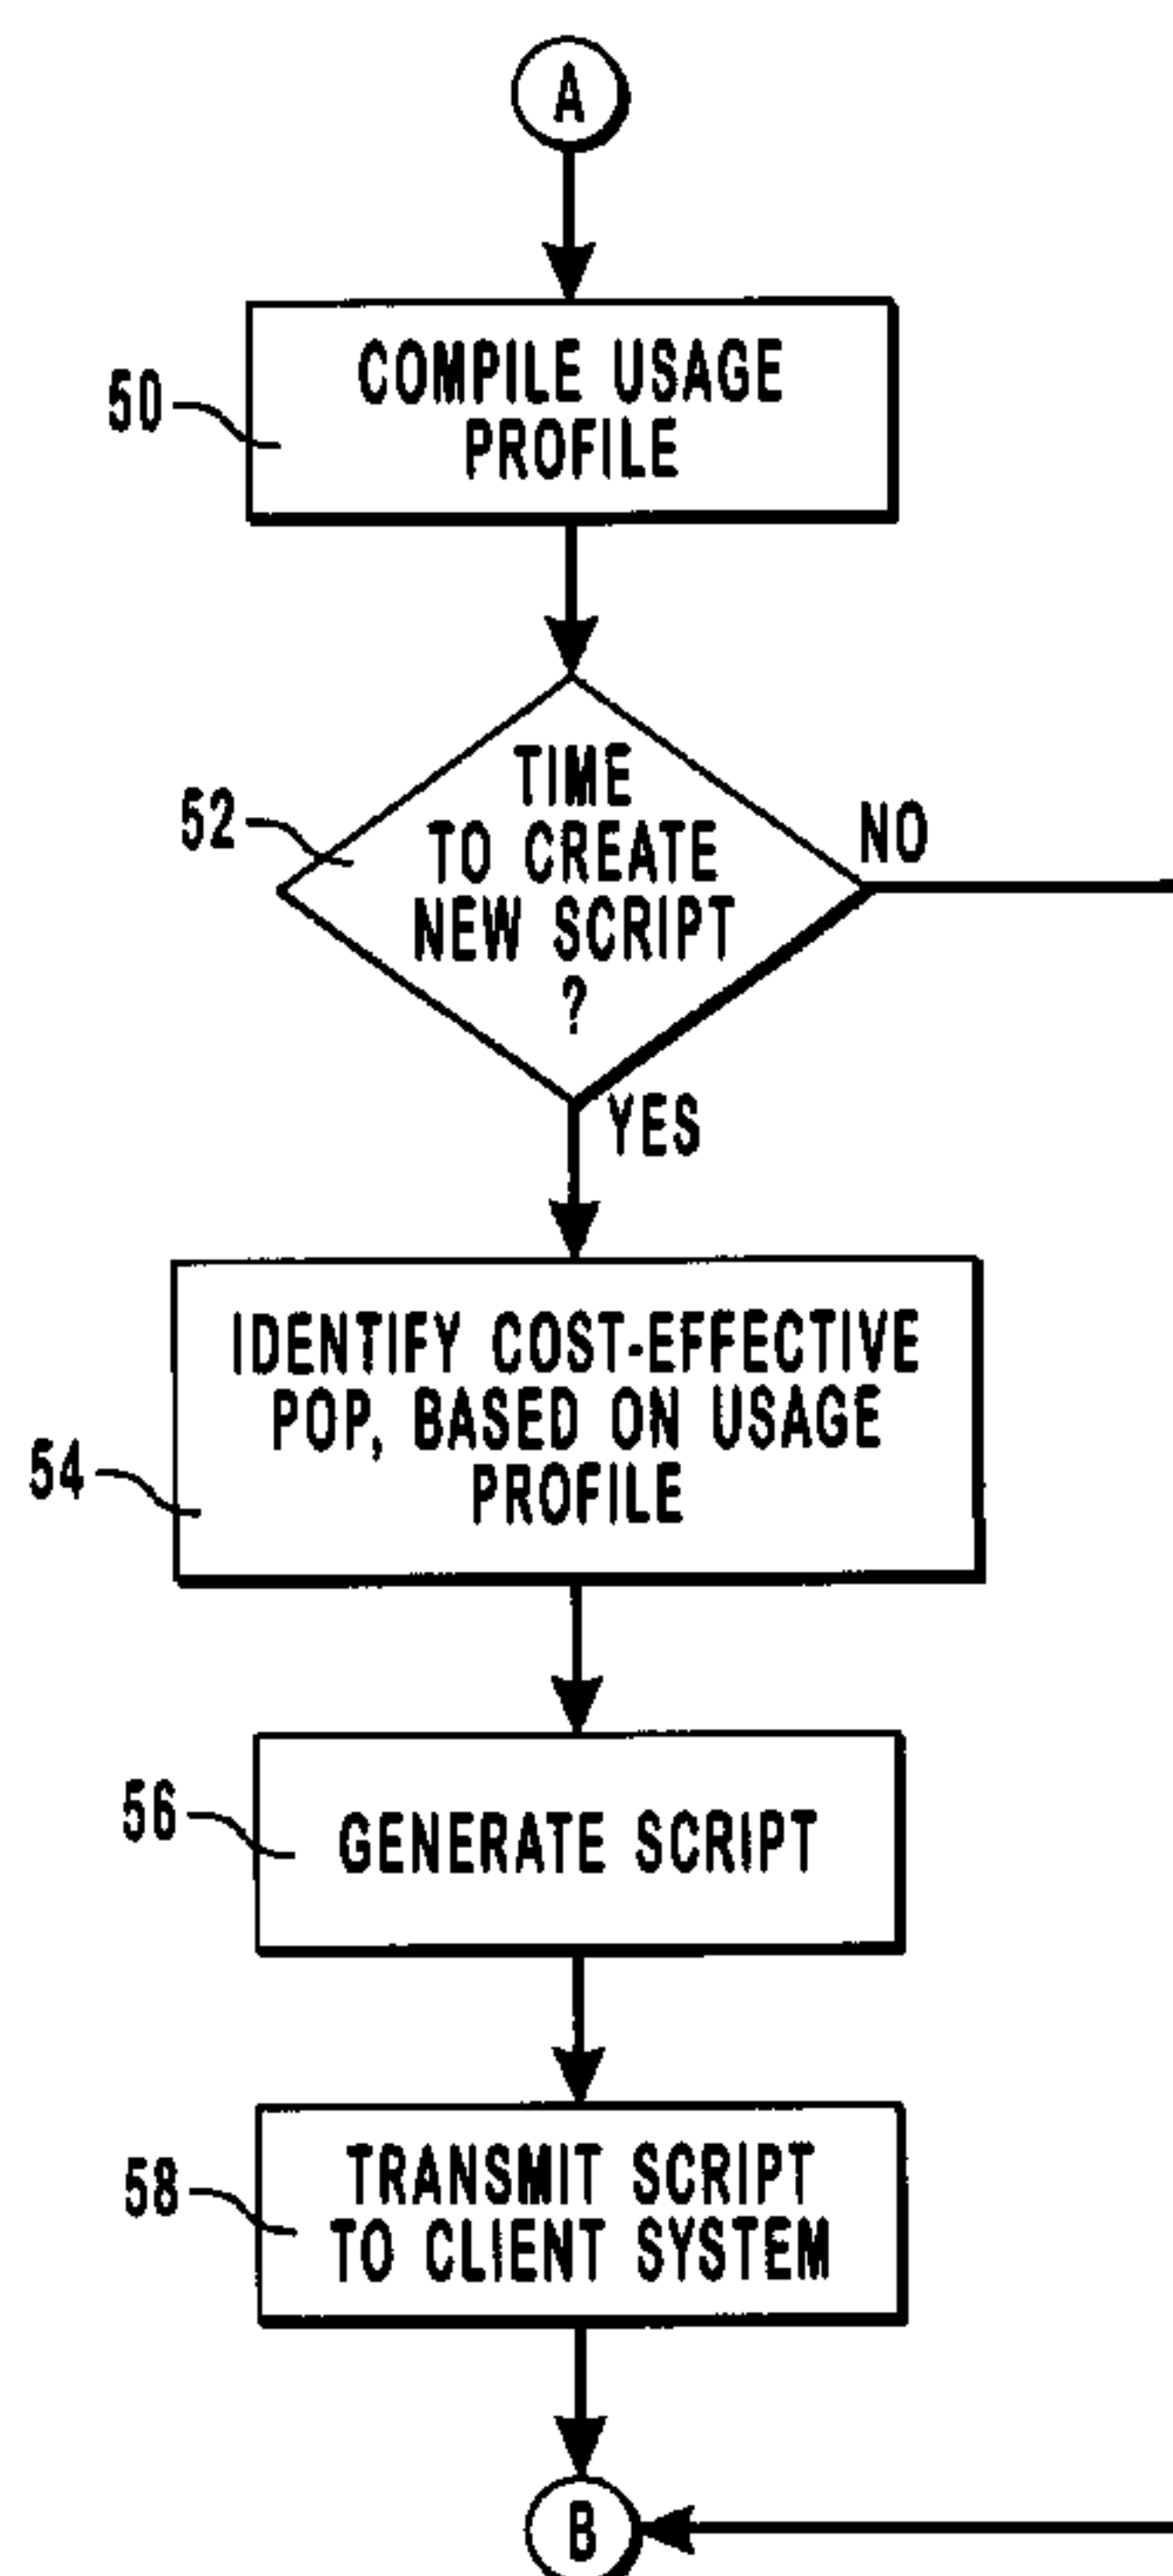 A
COMPILE USAGE
PROFILE
50
TIME
TO CREATE
NEW SCRIPT
?
52
NO
YES
IDENTIFY COST-EFFECTIVE
POP, BASED ON USAGE
PROFILE
54
GENERATE SCRIPT
56
TRANSMIT SCRIPT
TO CLIENT SYSTEM
58
B